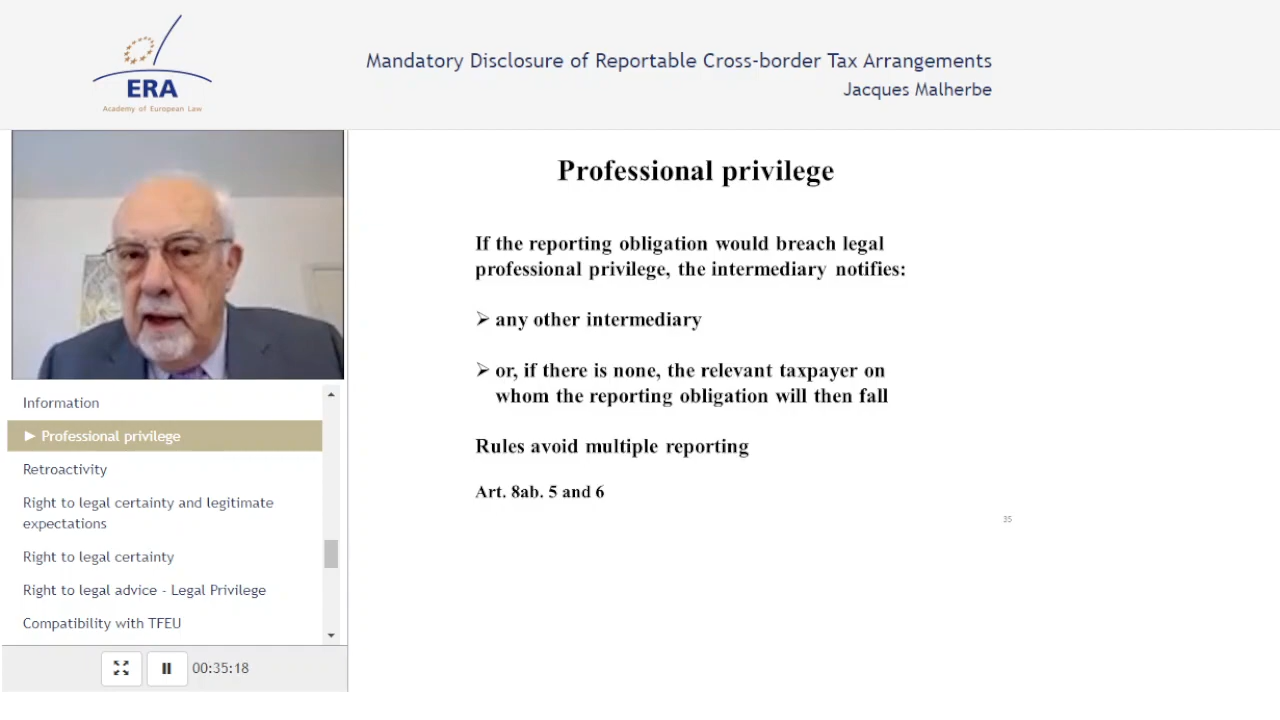 ERA
Academy of European Law
Mandatory Disclosure of Reportable Cross-border Tax Arrangements
Jacques Malherbe
Information
► Professional privilege
Retroactivity
Right to legal certainty and legitimate
expectations
Right to legal certainty
Right to legal advice - Legal Privilege
Compatibility with TFEU
00:35:18
Professional privilege
If the reporting obligation would breach legal
professional privilege, the intermediary notifies:
➢ any other intermediary
➢ or, if there is none, the relevant taxpayer on
whom the reporting obligation will then fall
Rules avoid multiple reporting
Art. 8ab. 5 and 6
35